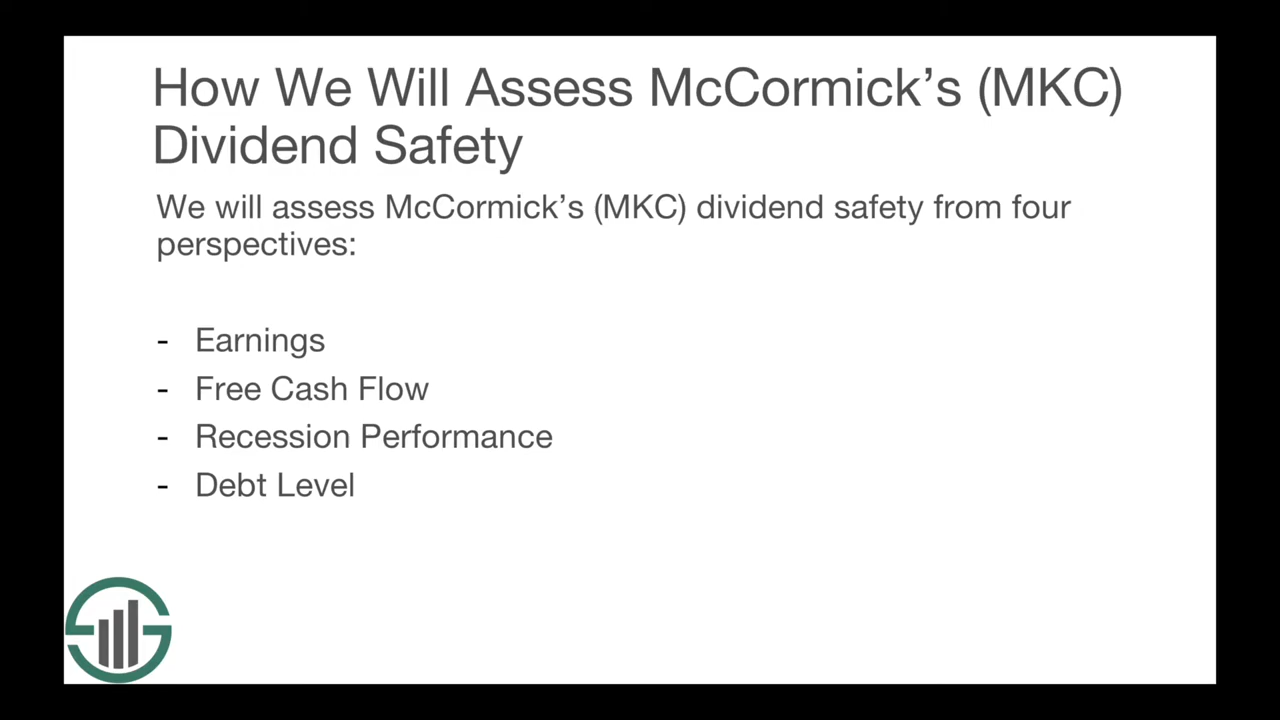 How We Will Assess McCormick’s (MKC)
Dividend Safety
We will assess McCormick’s (MKC) dividend safety from four
perspectives:
- Earnings
- Free Cash Flow
- Recession Performance
- Debt Level